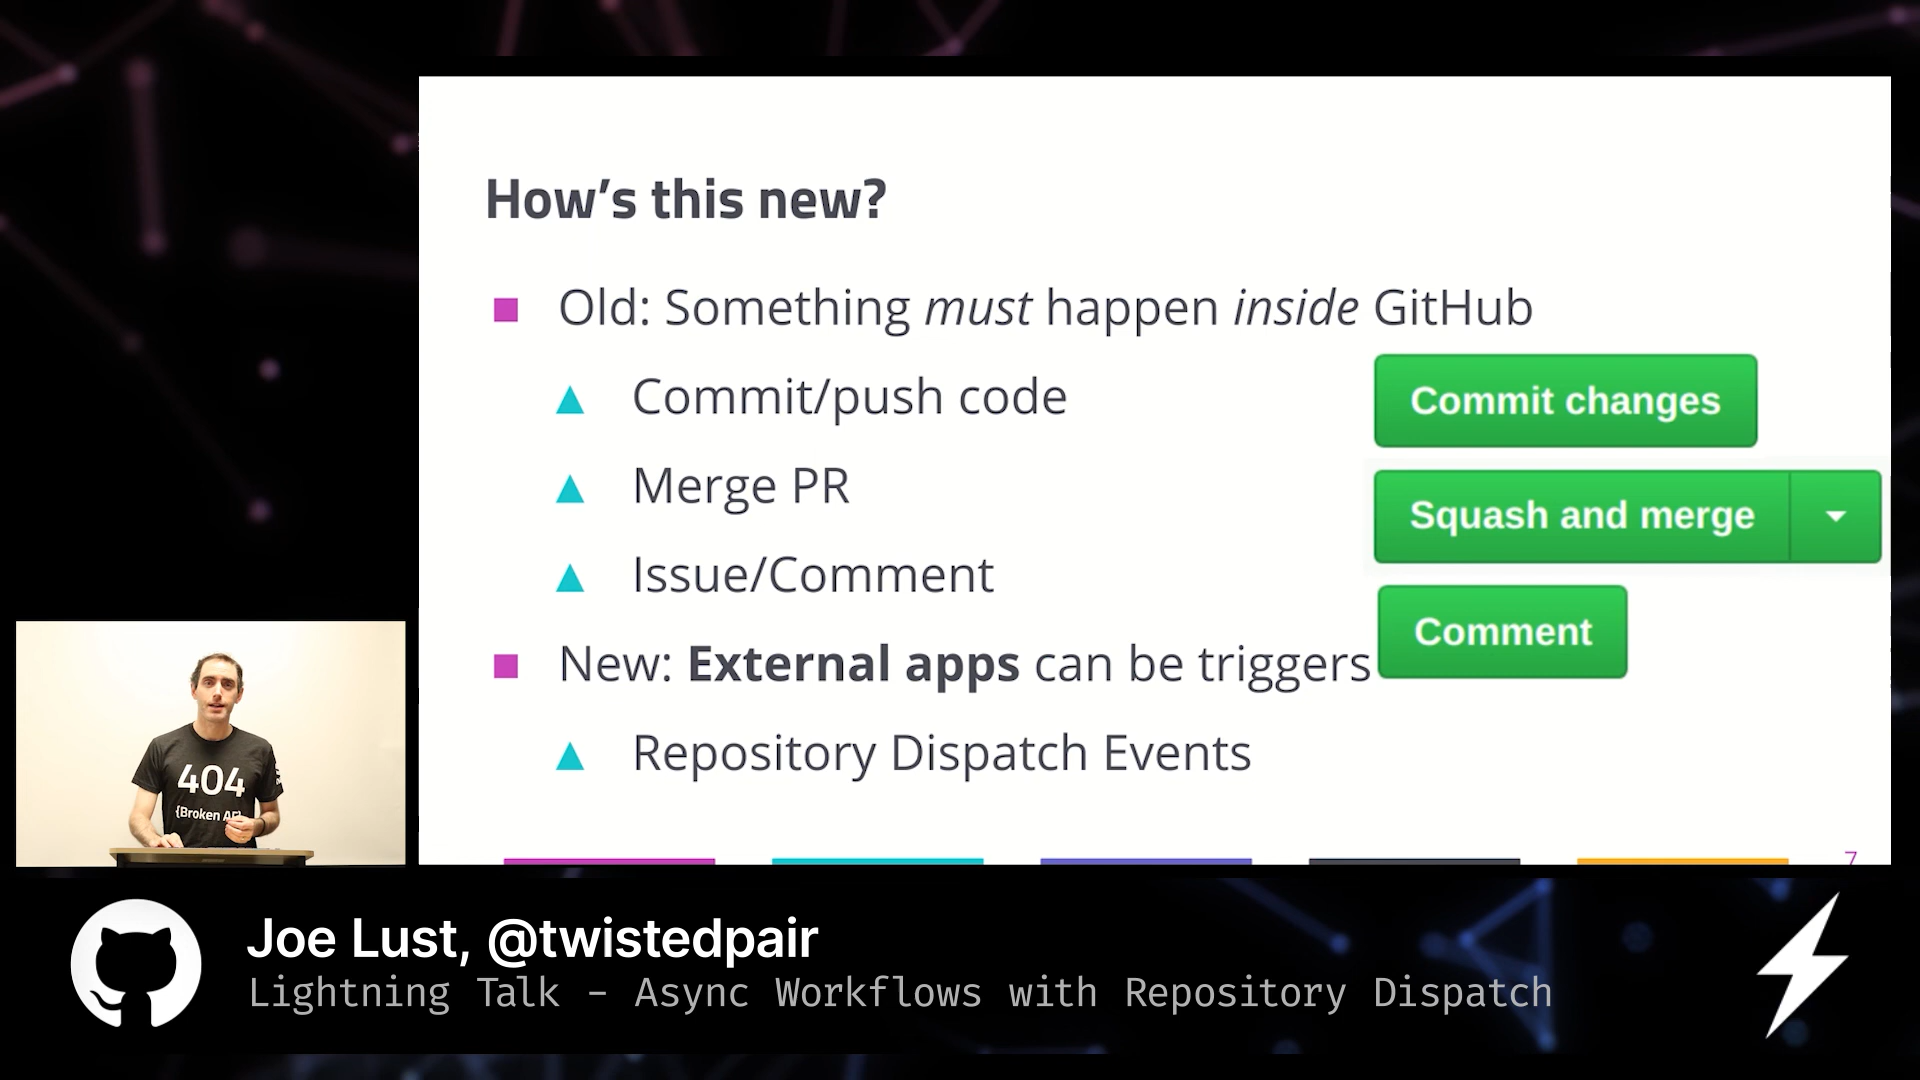 How's this new?
Old: Something must happen inside GitHub
Commit/push code
Commit changes
Merge PR
Squash and merge
Issue/Comment
Comment
New: External apps can be triggers
Repository Dispatch Events
7
404
{Broken
Joe Lust, @twistedpair
Lightning Talk – Async Workflows with Repository Dispatch